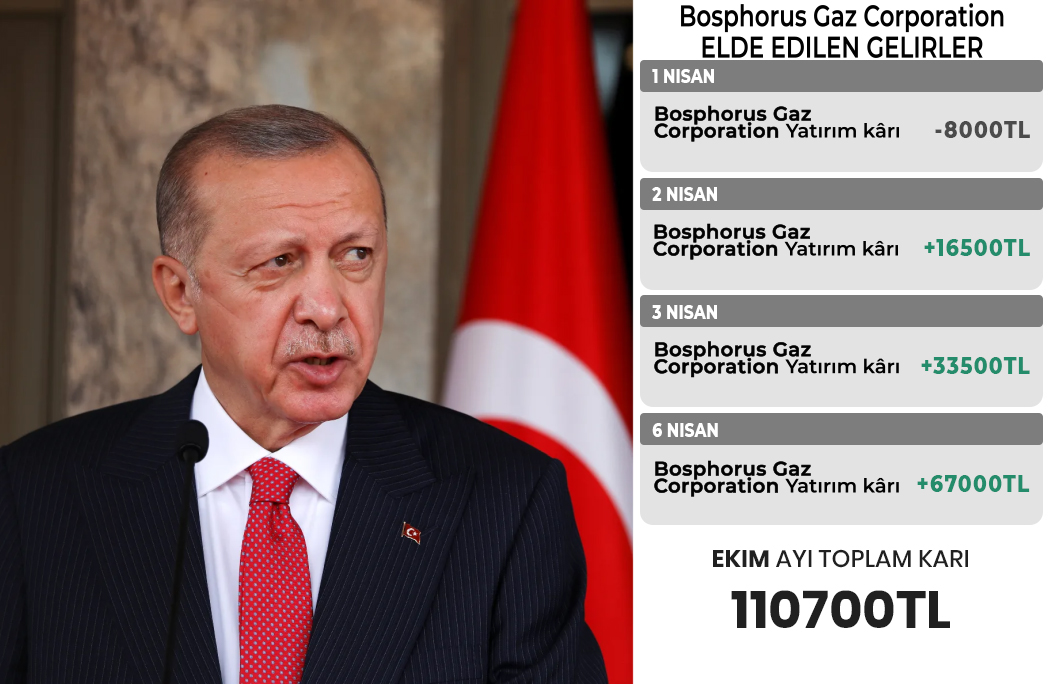 Bosphorus Gaz Corporation
ELDE EDILEN GELIRLER
1 NISAN
Bosphorus Gaz
Corporation Yatırım kârı -8000TL
2 NISAN
Bosphorus Gaz
Corporation Yatırım kârı +16500TL
3 NISAN
Bosphorus Gaz
Corporation Yatırım kârı +33500TL
6 NISAN
Bosphorus Gaz
Corporation Yatırım kârı +67000TL
EKIM AYI TOPLAM KARI
110700TL